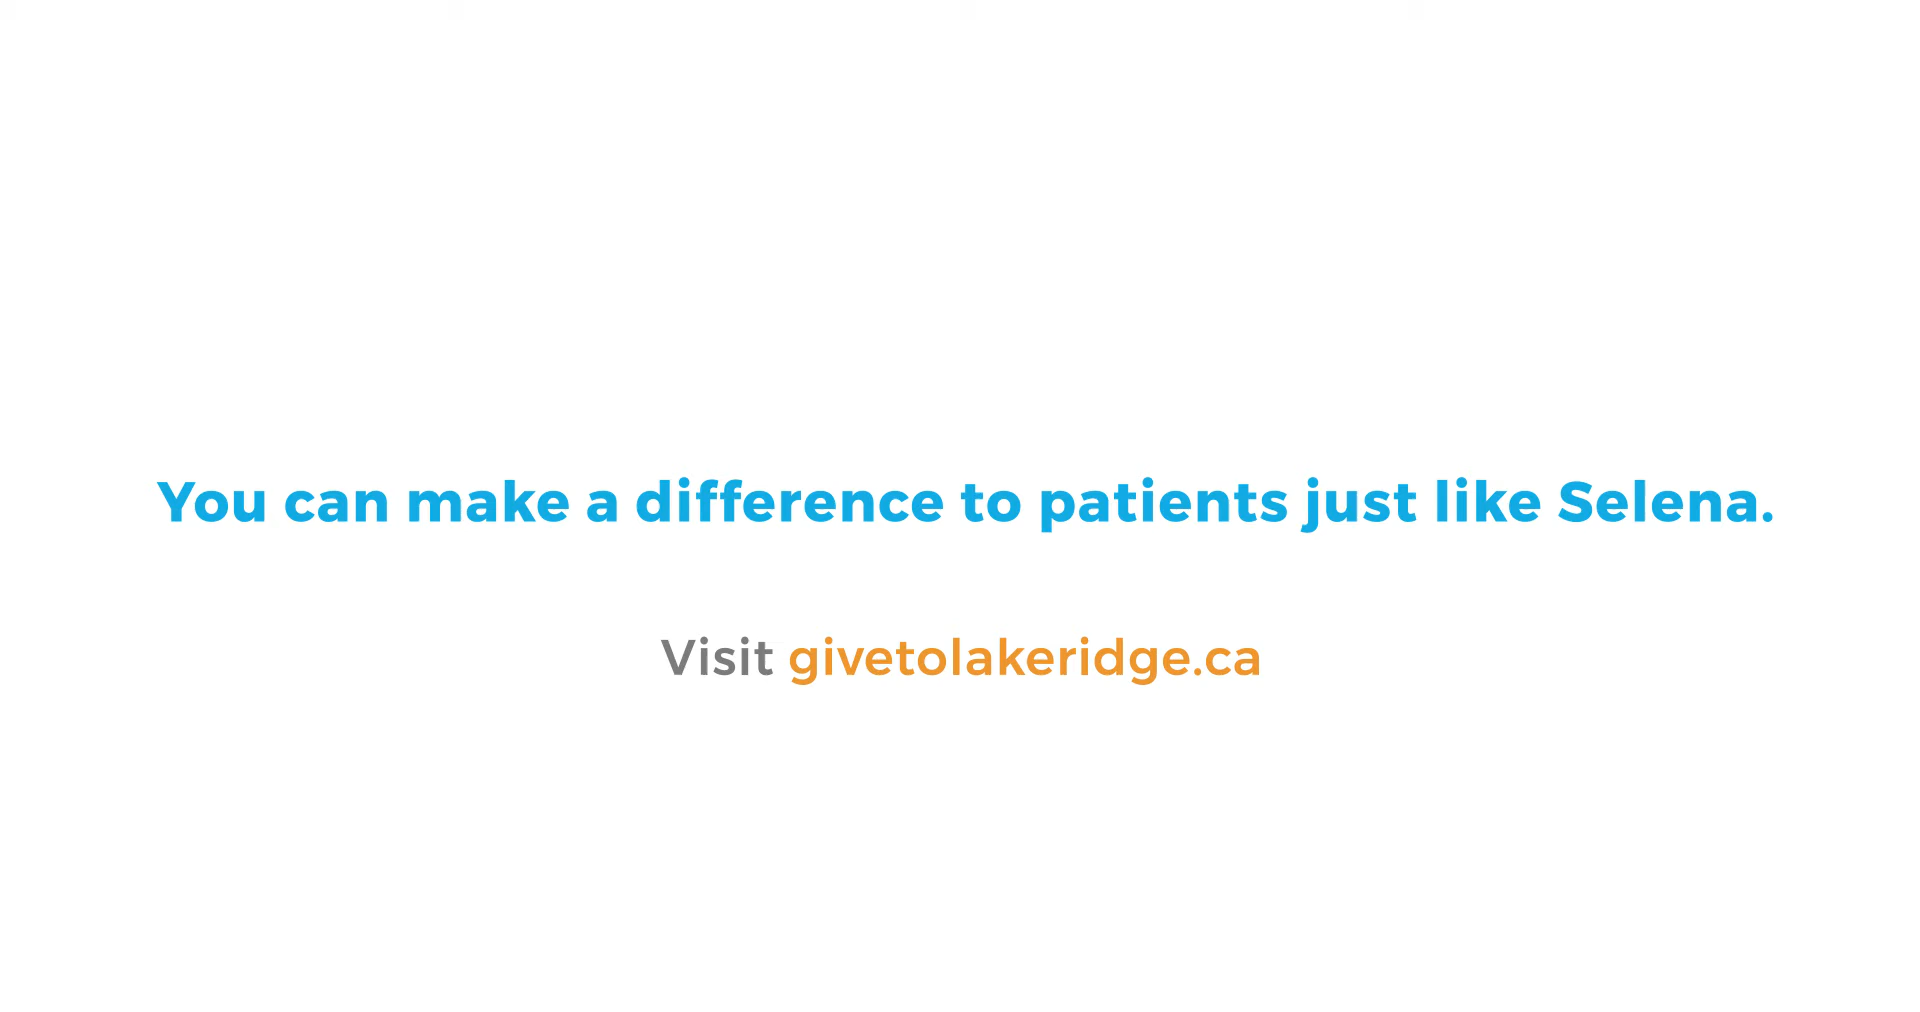 You can make a difference to patients just like Selena.
Visit givetolakeridge.ca